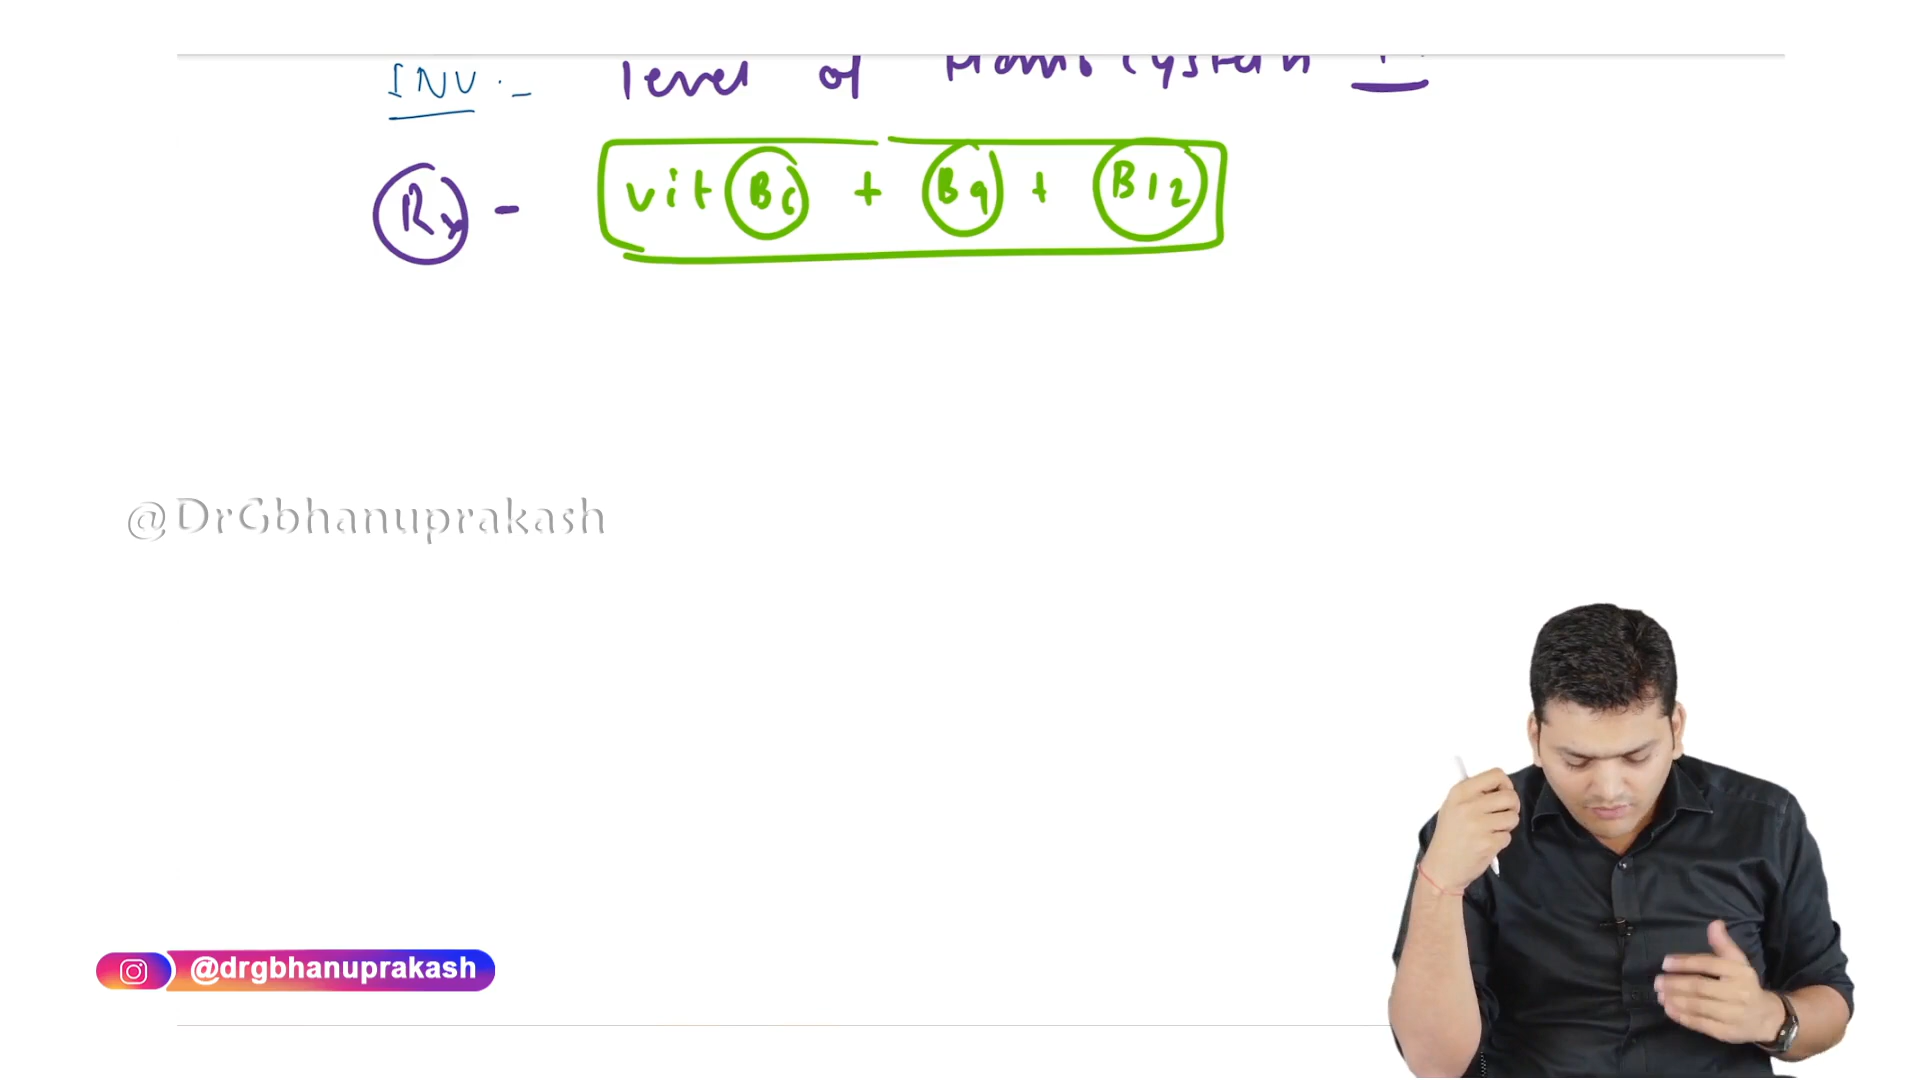 INV :-
level of
Rx - vit B6 + B9 + B12
@DrGbhanuprakash
@drgbhanuprakash